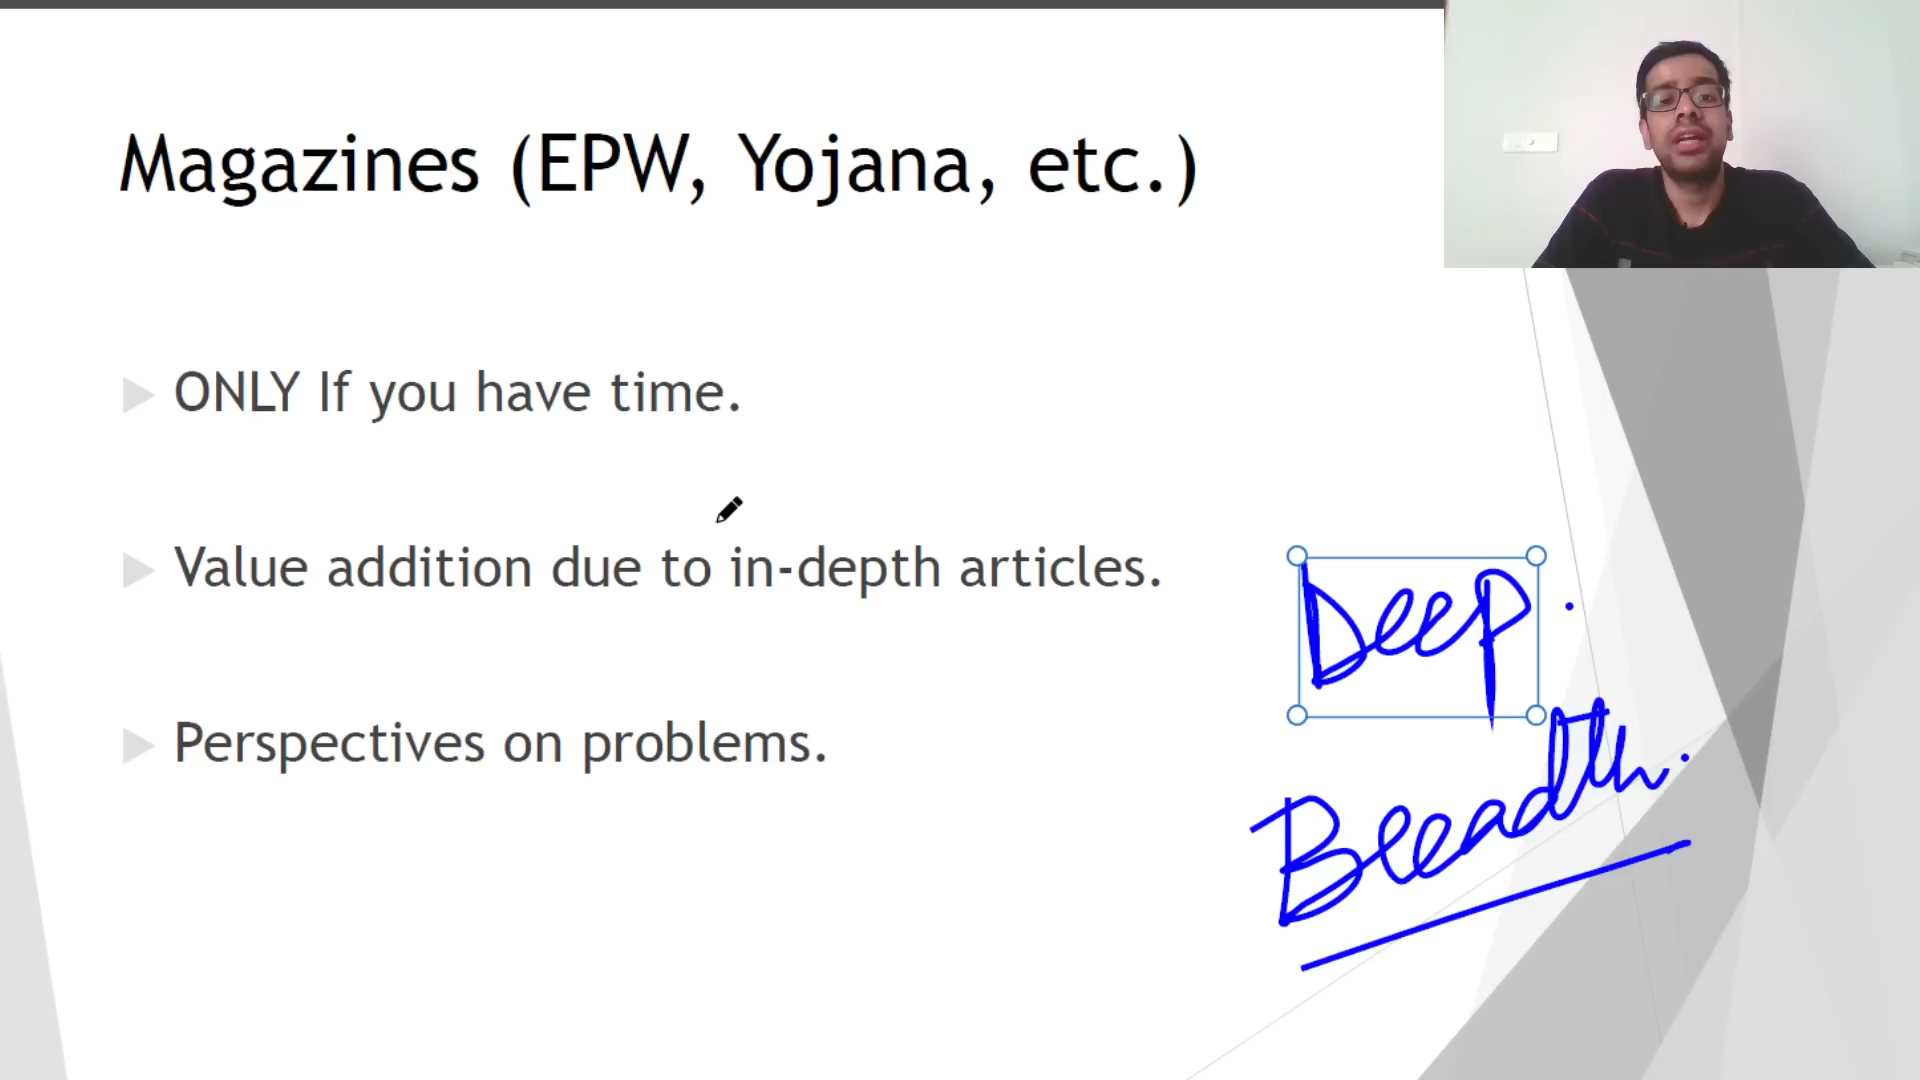 Magazines (EPW, Yojana, etc.)
ONLY If you have time.
Value addition due to in-depth articles.
Perspectives on problems.
Deep.
Breadth.